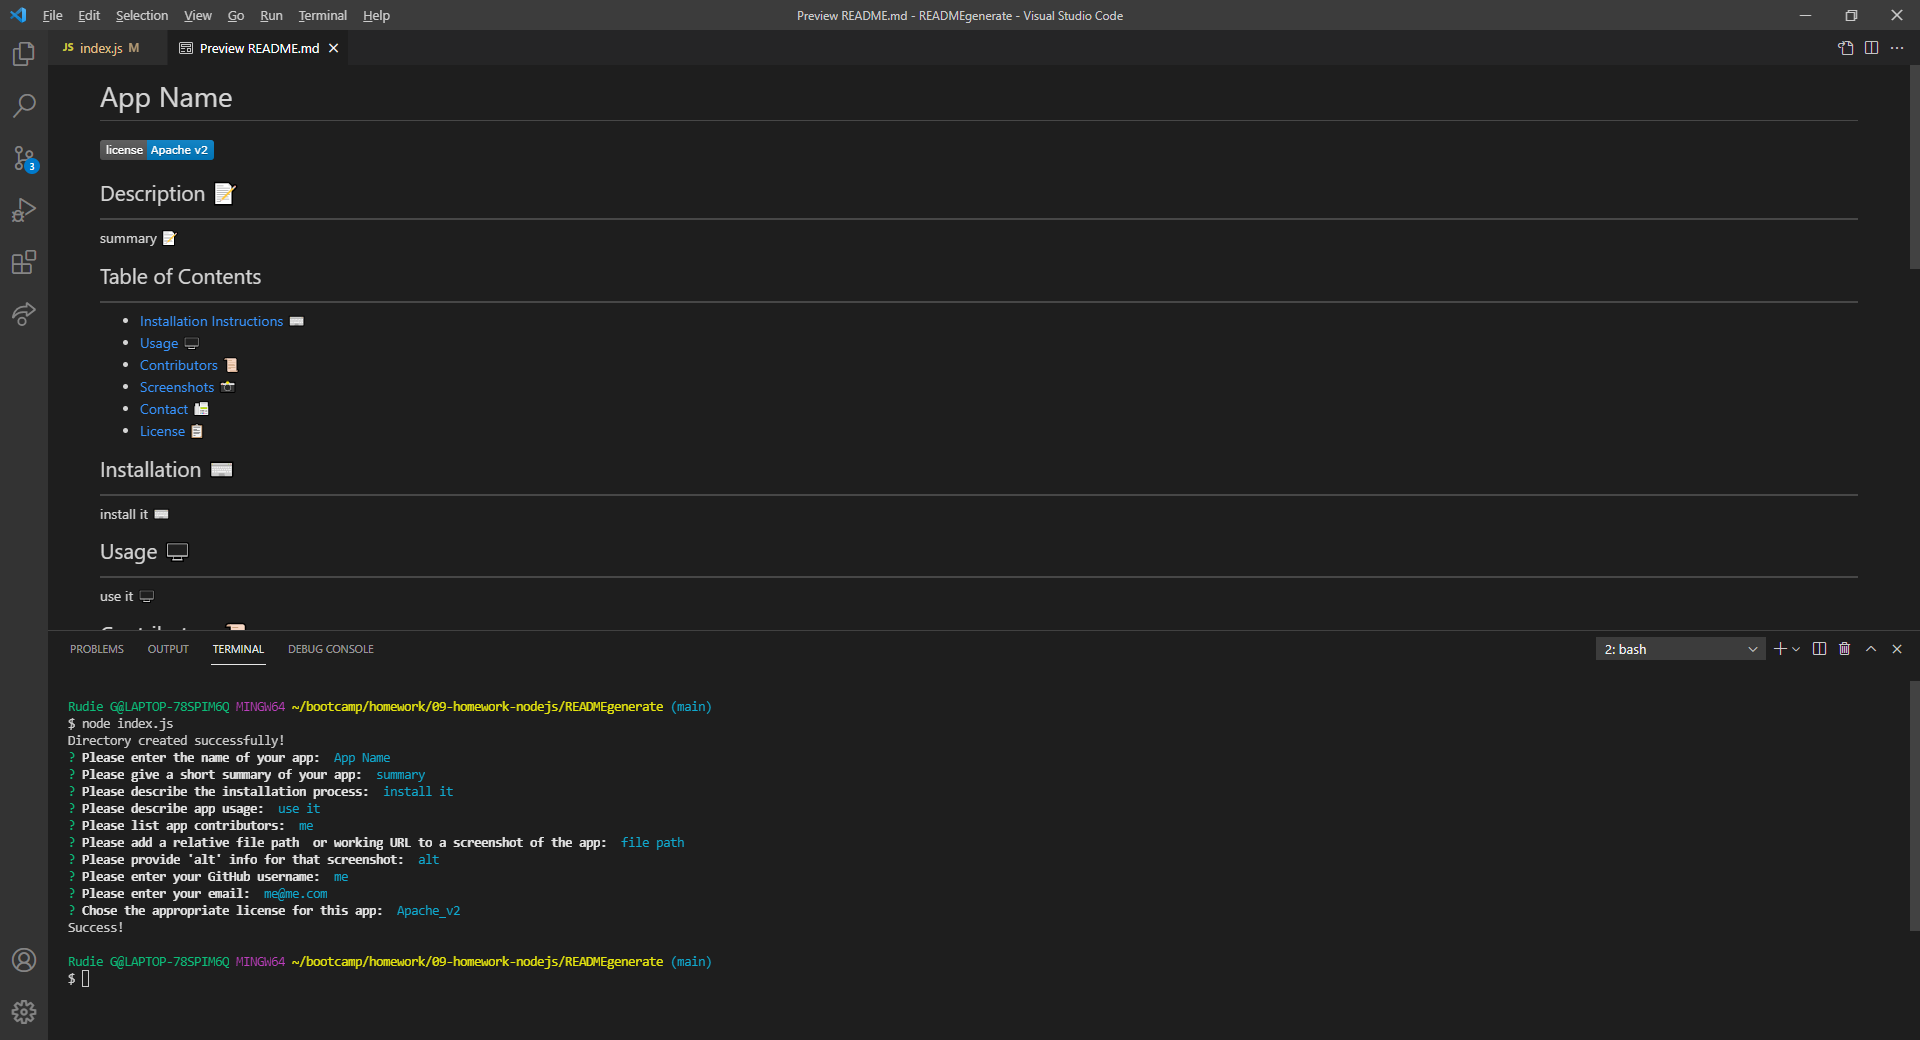 File Edit Selection View Go Run Terminal Help
Preview README.md - READMEgenerate - Visual Studio Code
JS index.js M
Preview README.md
3
App Name
license Apache v2
Description
summary
Table of Contents
Installation Instructions
Usage
Contributors
Screenshots
Contact
License
Installation
install it
Usage
use it
Contributors
PROBLEMS OUTPUT TERMINAL DEBUG CONSOLE
2: bash
Rudie G@LAPTOP-78SPIM6Q MINGW64 ~/bootcamp/homework/09-homework-nodejs/READMEgenerate (main)
$ node index.js
Directory created successfully!
? Please enter the name of your app:  App Name
? Please give a short summary of your app:  summary
? Please describe the installation process:  install it
? Please describe app usage:  use it
? Please list app contributors:  me
? Please add a relative file path  or working URL to a screenshot of the app:  file path
? Please provide 'alt' info for that screenshot:  alt
? Please enter your GitHub username:  me
? Please enter your email:  me@me.com
? Chose the appropriate license for this app:  Apache_v2
Success!
Rudie G@LAPTOP-78SPIM6Q MINGW64 ~/bootcamp/homework/09-homework-nodejs/READMEgenerate (main)
$